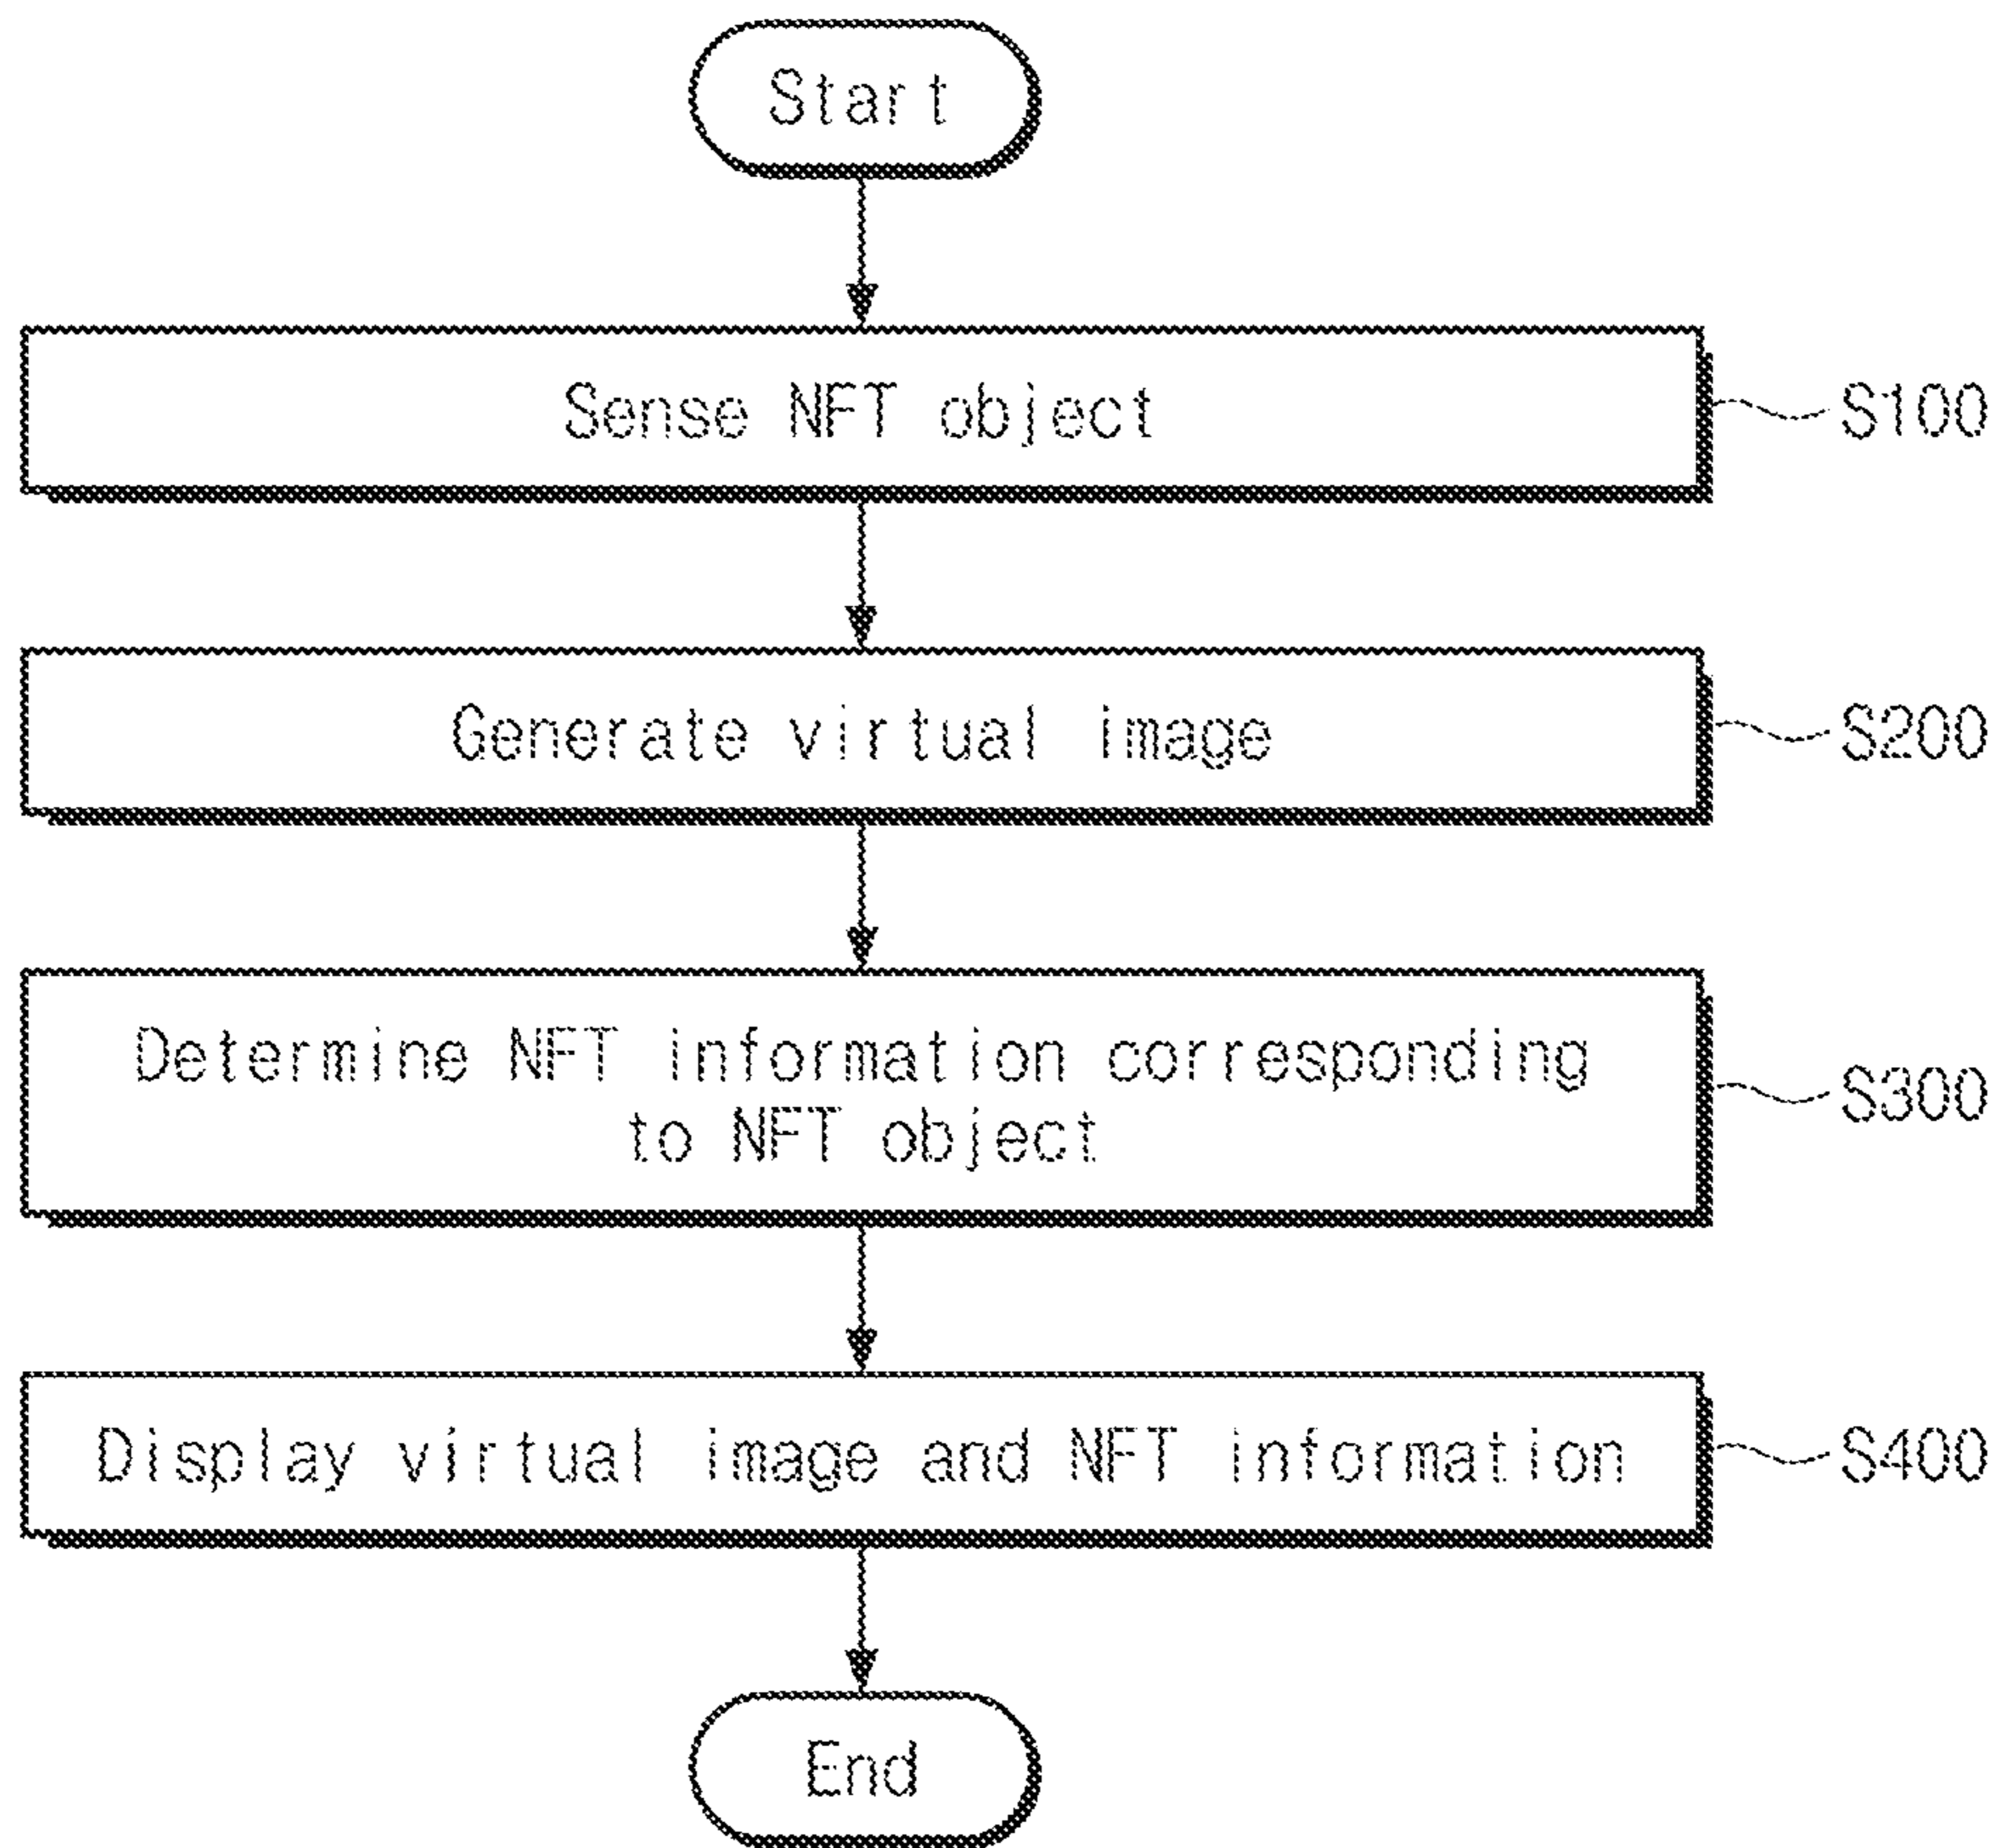 Start
Sense NFT object
S100
Generate virtual image
S200
Determine NFT information corresponding
to NFT object
S300
Display virtual image and NFT information
S400
End